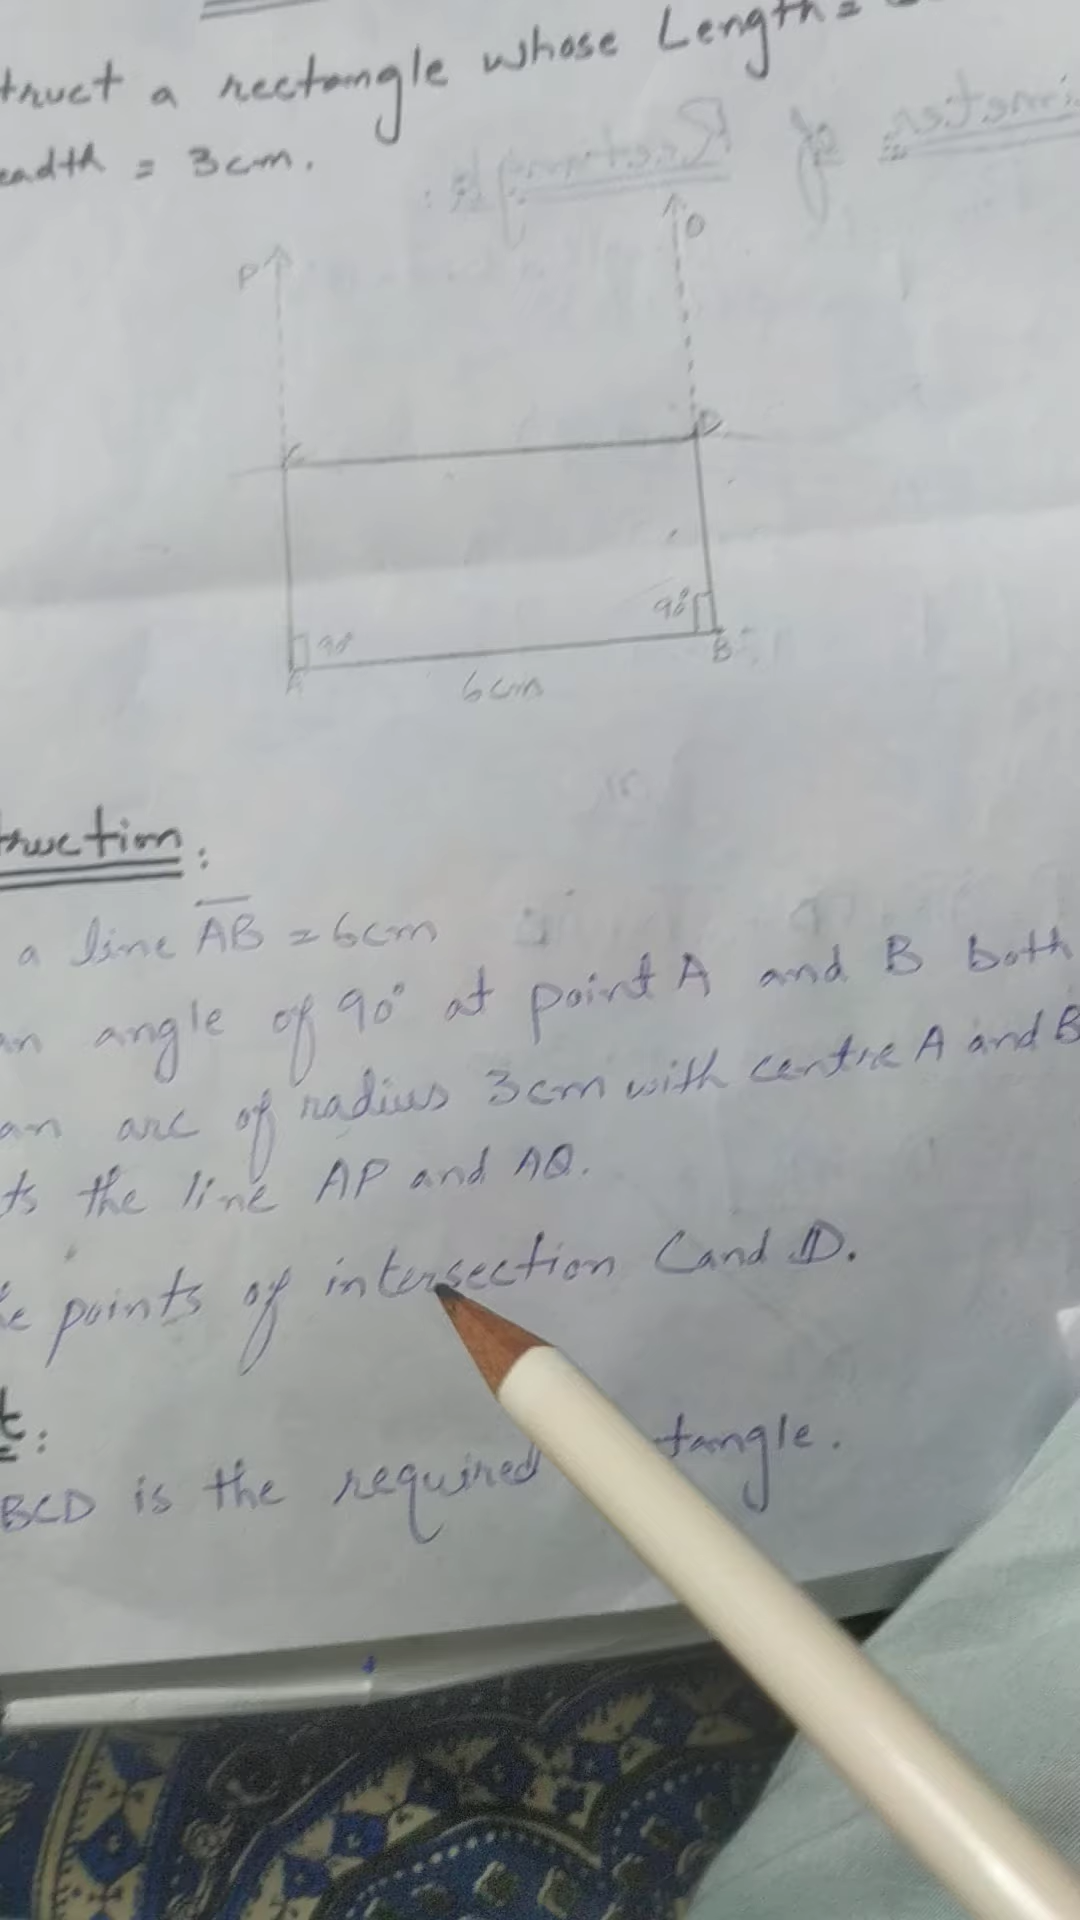 truct a rectangle whose Length =
eadth = 3cm.
P
C
D
90°
90°
A
B
6cm
truction:
a line AB = 6cm
an angle of 90° at point A and B both
an arc of radius 3cm with centre A and B
ts the line AP and AQ.
e points of intersection C and D.
t:
BCD is the required tangle.